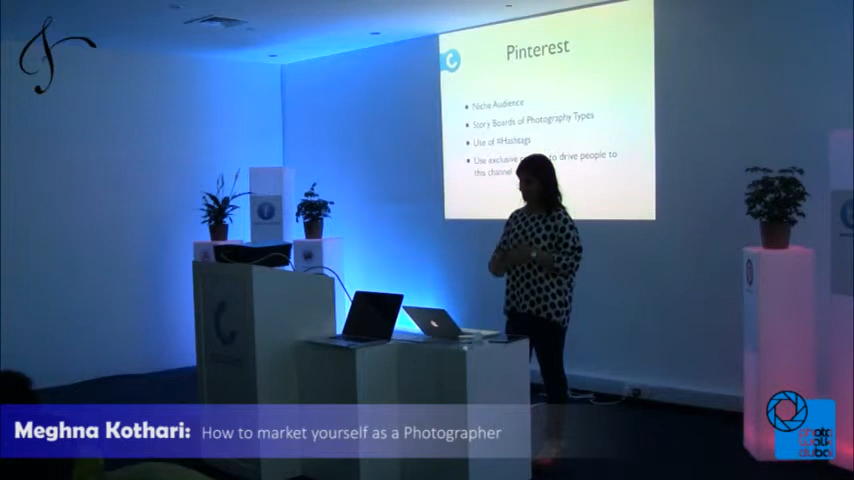 Pinterest
• Niche Audience
• Story Boards of Photography Types
• Use of #Hashtags
• Use exclusive to drive people to
this channel
Meghna Kothari: How to market yourself as a Photographer
photo
walk
dubai